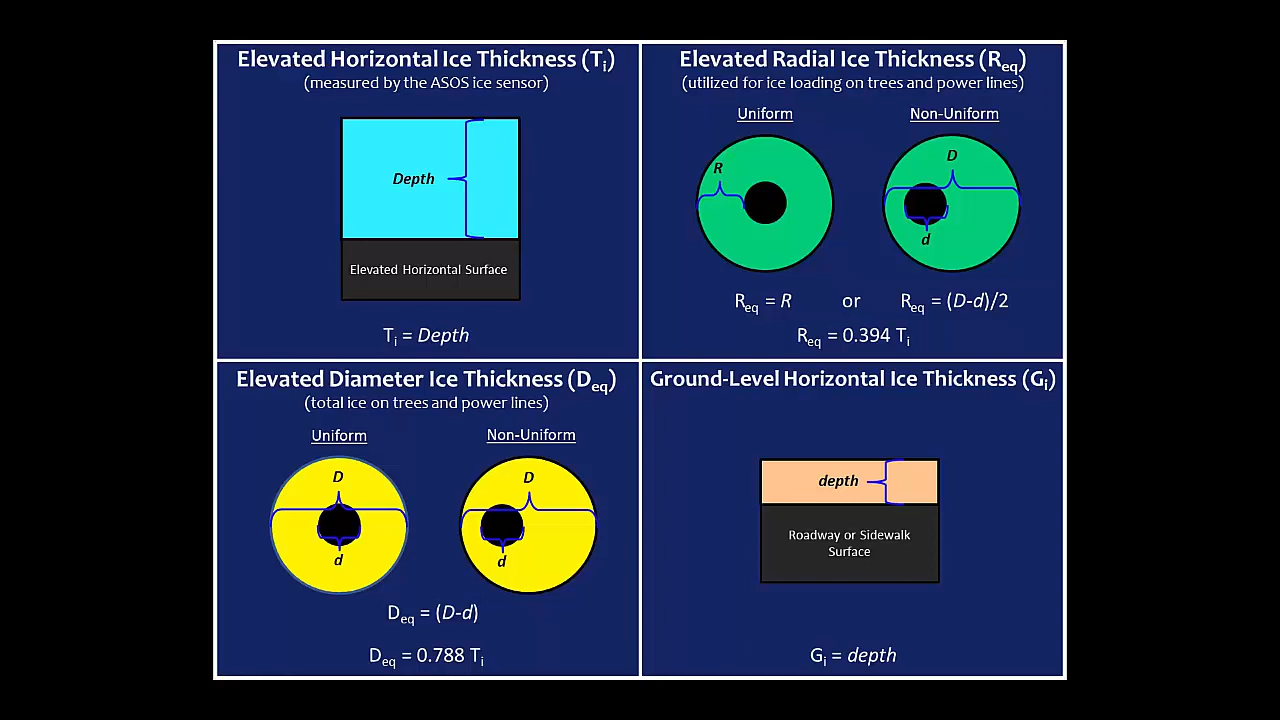 Elevated Horizontal Ice Thickness (Ti)
(measured by the ASOS ice sensor)
Depth
Elevated Horizontal Surface
Ti = Depth
Elevated Radial Ice Thickness (Req)
(utilized for ice loading on trees and power lines)
Uniform
Non-Uniform
R
D
d
Req = R or Req = (D-d)/2
Req = 0.394 Ti
Elevated Diameter Ice Thickness (Deq)
(total ice on trees and power lines)
Uniform
Non-Uniform
D
D
d
d
Deq = (D-d)
Deq = 0.788 Ti
Ground-Level Horizontal Ice Thickness (Gi)
depth
Roadway or Sidewalk
Surface
Gi = depth